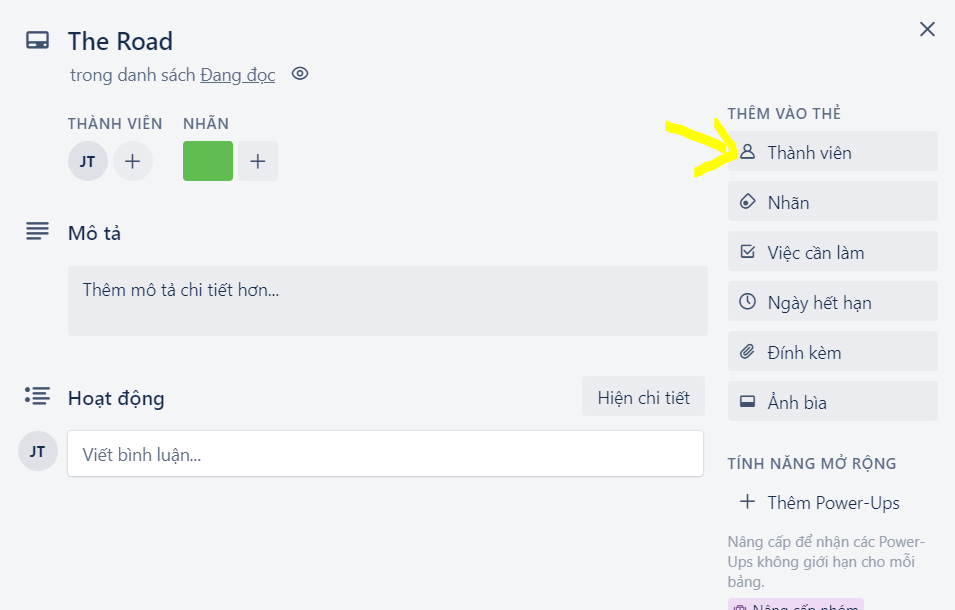 The Road
trong danh sách Đang đọc
THÀNH VIÊN NHÃN
JT
Mô tả
Thêm mô tả chi tiết hơn...
Hoạt động
Hiện chi tiết
JT
Viết bình luận...
THÊM VÀO THẺ
Thành viên
Nhãn
Việc cần làm
Ngày hết hạn
Đính kèm
Ảnh bìa
TÍNH NĂNG MỞ RỘNG
Thêm Power-Ups
Nâng cấp để nhận các Power-
Ups không giới hạn cho mỗi
bảng.
Nâng cấp nhóm